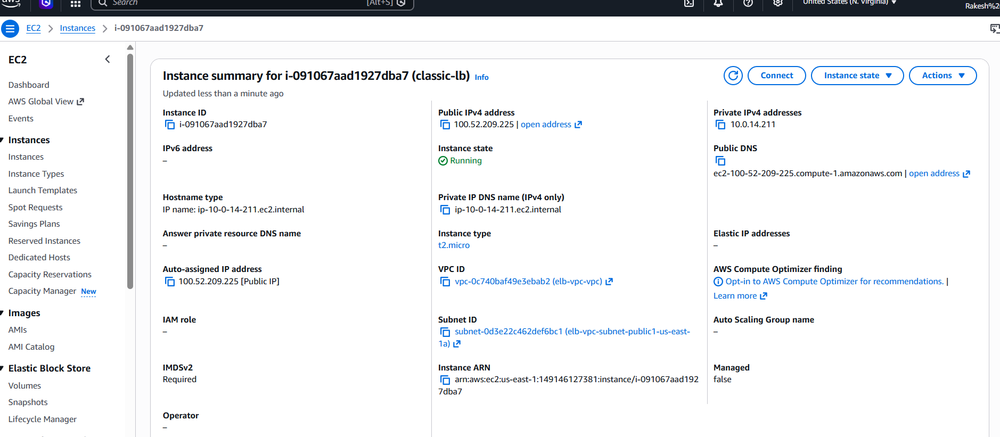 aws
Search
[Alt+S]
United States (N. Virginia)
Rakesh%2
EC2
Instances
i-091067aad1927dba7
EC2
Dashboard
AWS Global View
Events
Instances
Instances
Instance Types
Launch Templates
Spot Requests
Savings Plans
Reserved Instances
Dedicated Hosts
Capacity Reservations
Capacity Manager New
Images
AMIs
AMI Catalog
Elastic Block Store
Volumes
Snapshots
Lifecycle Manager
Instance summary for i-091067aad1927dba7 (classic-lb) Info
Updated less than a minute ago
Connect
Instance state
Actions
Instance ID
i-091067aad1927dba7
Public IPv4 address
100.52.209.225 | open address
Private IPv4 addresses
10.0.14.211
IPv6 address
–
Instance state
Running
Public DNS
ec2-100-52-209-225.compute-1.amazonaws.com | open address
Hostname type
IP name: ip-10-0-14-211.ec2.internal
Private IP DNS name (IPv4 only)
ip-10-0-14-211.ec2.internal
Answer private resource DNS name
–
Instance type
t2.micro
Elastic IP addresses
–
Auto-assigned IP address
100.52.209.225 [Public IP]
VPC ID
vpc-0c740baf49e3ebab2 (elb-vpc-vpc)
AWS Compute Optimizer finding
Opt-in to AWS Compute Optimizer for recommendations. |
Learn more
IAM role
–
Subnet ID
subnet-0d3e22c462def6bc1 (elb-vpc-subnet-public1-us-east-
1a)
Auto Scaling Group name
–
IMDSv2
Required
Instance ARN
arn:aws:ec2:us-east-1:149146127381:instance/i-091067aad192
7dba7
Managed
false
Operator
–